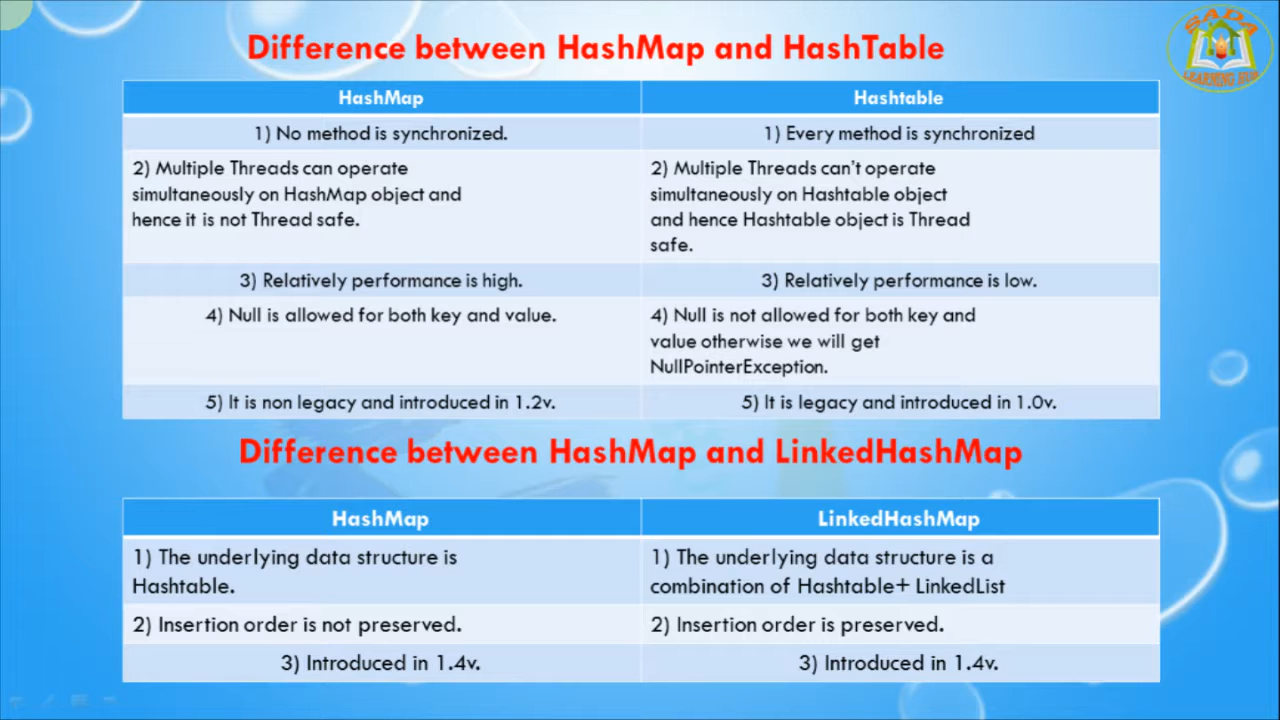 Difference between HashMap and HashTable
SADA
LEARNING HUB
HashMap
Hashtable
1) No method is synchronized.
1) Every method is synchronized
2) Multiple Threads can operate
simultaneously on HashMap object and
hence it is not Thread safe.
2) Multiple Threads can't operate
simultaneously on Hashtable object
and hence Hashtable object is Thread
safe.
3) Relatively performance is high.
3) Relatively performance is low.
4) Null is allowed for both key and value.
4) Null is not allowed for both key and
value otherwise we will get
NullPointerException.
5) It is non legacy and introduced in 1.2v.
5) It is legacy and introduced in 1.0v.
Difference between HashMap and LinkedHashMap
HashMap
LinkedHashMap
1) The underlying data structure is
Hashtable.
1) The underlying data structure is a
combination of Hashtable+ LinkedList
2) Insertion order is not preserved.
2) Insertion order is preserved.
3) Introduced in 1.4v.
3) Introduced in 1.4v.